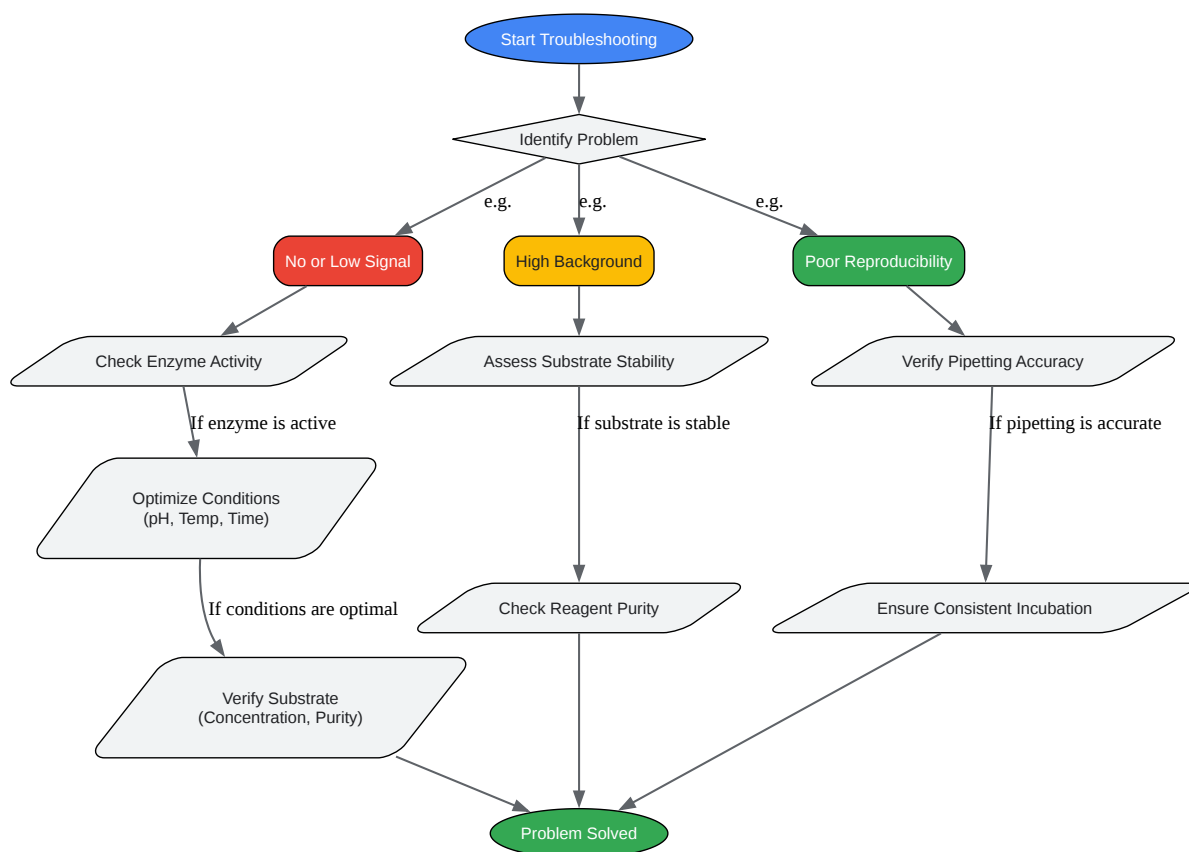 Start Troubleshooting
Identify Problem
e.g.
e.g.
e.g.
No or Low Signal
High Background
Poor Reproducibility
Check Enzyme Activity
Assess Substrate Stability
Verify Pipetting Accuracy
If enzyme is active
If substrate is stable
If pipetting is accurate
Optimize Conditions
(pH, Temp, Time)
If conditions are optimal
Check Reagent Purity
Ensure Consistent Incubation
Verify Substrate
(Concentration, Purity)
Problem Solved